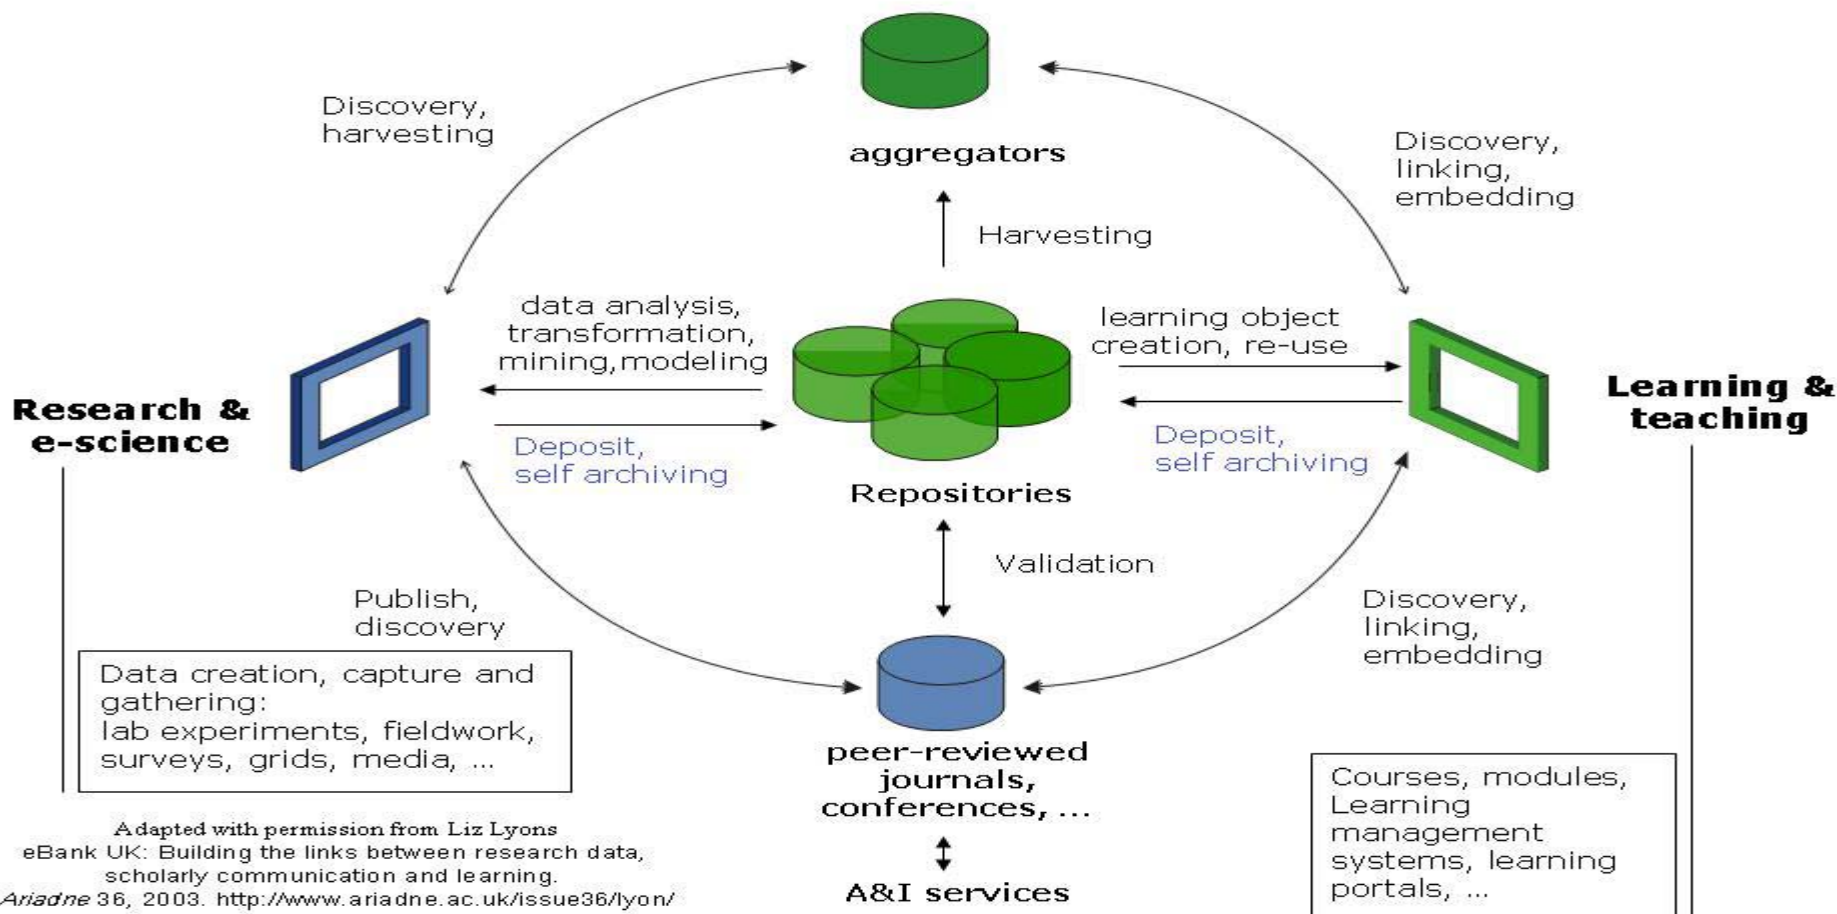 Discovery,
harvesting
aggregators
Discovery,
linking,
embedding
Harvesting
data analysis,
transformation,
mining, modeling
learning object
creation, re-use
Research &
e-science
Learning &
teaching
Deposit,
self archiving
Repositories
Deposit,
self archiving
Validation
Publish,
discovery
Discovery,
linking,
embedding
Data creation, capture and
gathering:
lab experiments, fieldwork,
surveys, grids, media, ...
peer-reviewed
journals,
conferences, ...
A&I services
Courses, modules,
Learning
management
systems, learning
portals, ...
Adapted with permission from Liz Lyons
eBank UK: Building the links between research data,
scholarly communication and learning.
Ariadne 36, 2003. http://www.ariadne.ac.uk/issue36/lyon/